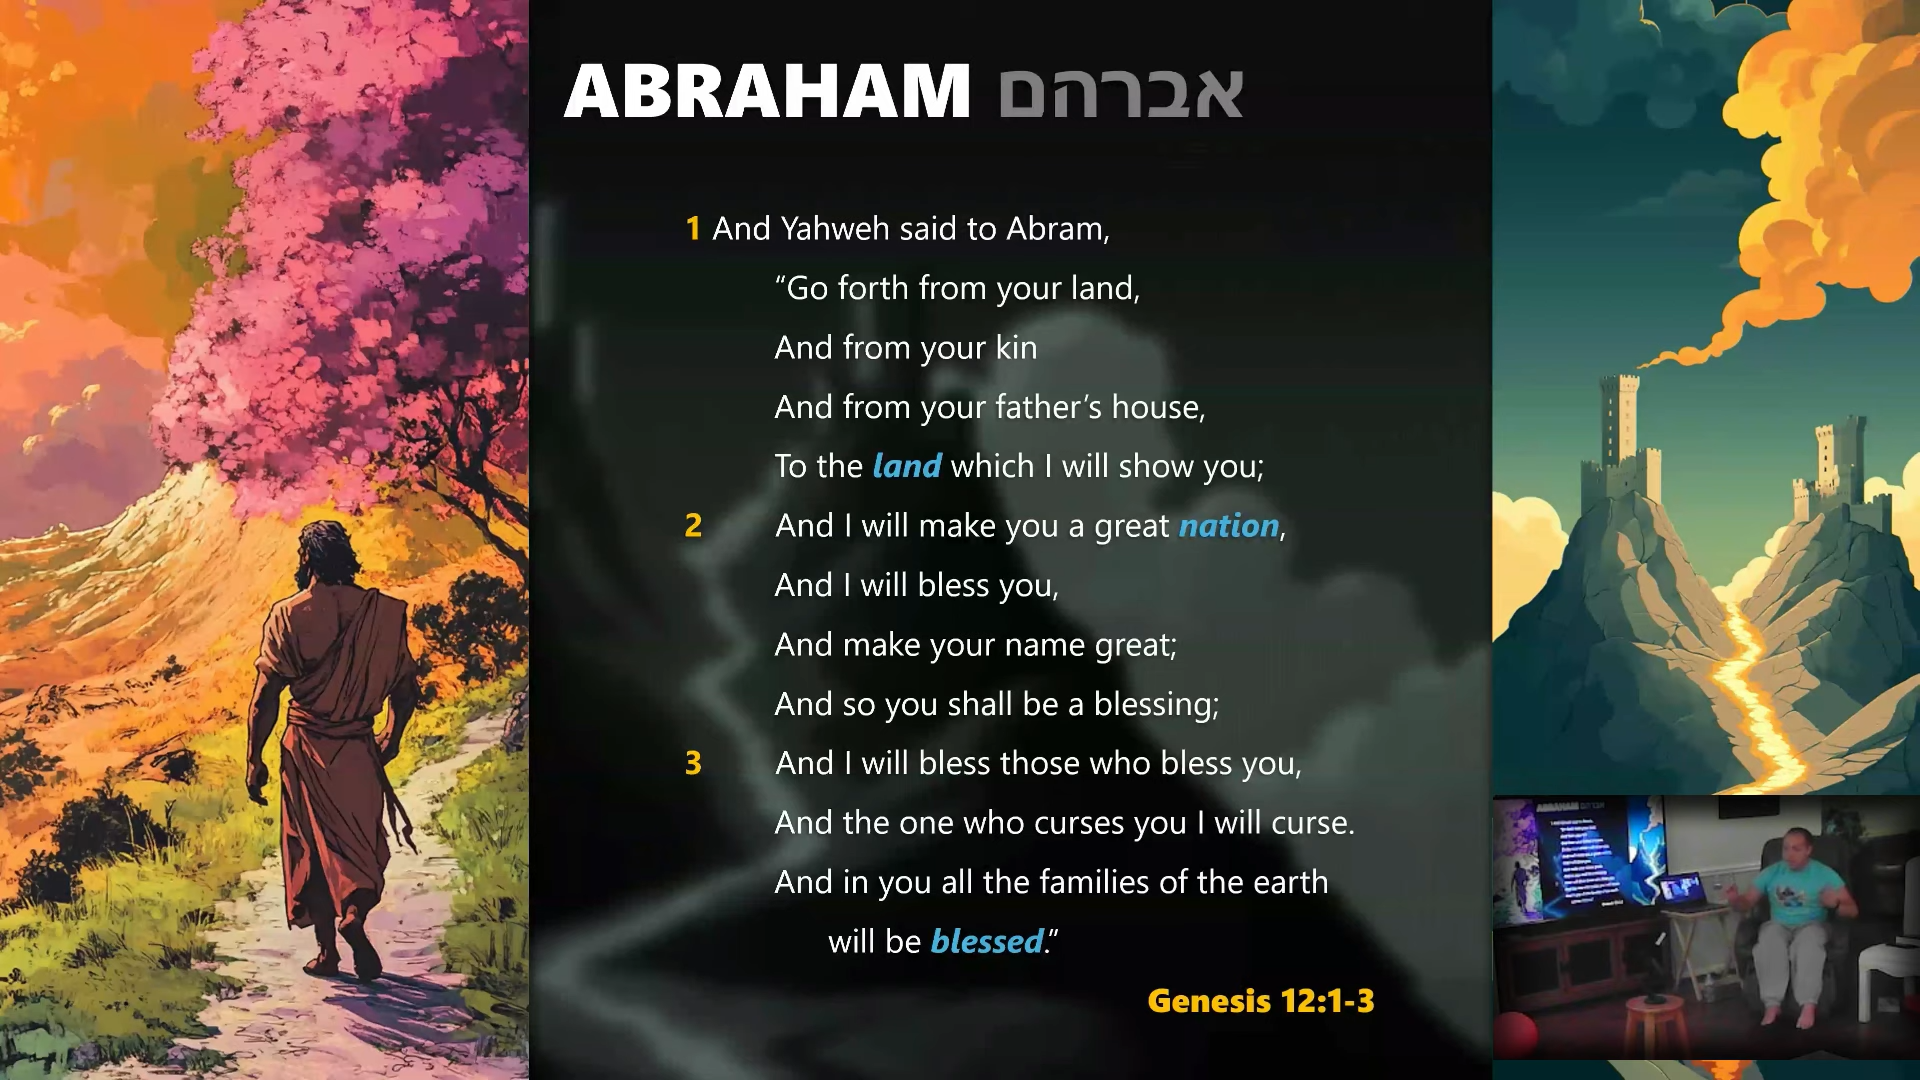 ABRAHAM אברהם
1 And Yahweh said to Abram,
“Go forth from your land,
And from your kin
And from your father’s house,
To the land which I will show you;
2 And I will make you a great nation,
And I will bless you,
And make your name great;
And so you shall be a blessing;
3 And I will bless those who bless you,
And the one who curses you I will curse.
And in you all the families of the earth
will be blessed.”
Genesis 12:1-3